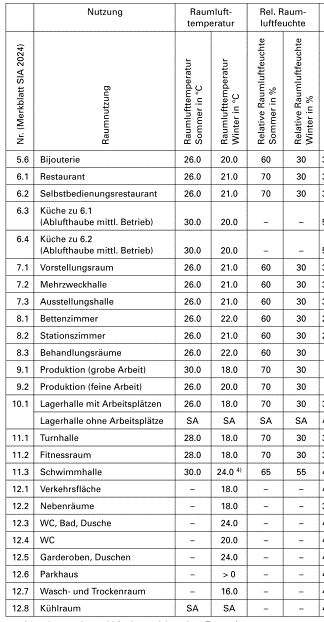 Nutzung Raumluft- Rel. Raum-
temperatur luftfeuchte
Nr. (Merkblatt SIA 2024)
Raumnutzung
Raumlufttemperatur
Sommer in °C
Raumlufttemperatur
Winter in °C
Relative Raumluftfeuchte
Sommer in %
Relative Raumluftfeuchte
Winter in %
5.6 Bijouterie 26.0 20.0 60 30
6.1 Restaurant 26.0 21.0 70 30
6.2 Selbstbedienungsrestaurant 26.0 21.0 70 30
6.3 Küche zu 6.1
(Ablufthaube mittl. Betrieb) 30.0 20.0 – –
6.4 Küche zu 6.2
(Ablufthaube mittl. Betrieb) 30.0 20.0 – –
7.1 Vorstellungsraum 26.0 21.0 60 30
7.2 Mehrzweckhalle 26.0 21.0 60 30
7.3 Ausstellungshalle 26.0 21.0 60 30
8.1 Bettenzimmer 26.0 22.0 60 30
8.2 Stationszimmer 26.0 21.0 60 30
8.3 Behandlungsräume 26.0 22.0 60 30
9.1 Produktion (grobe Arbeit) 30.0 18.0 70 30
9.2 Produktion (feine Arbeit) 26.0 20.0 70 30
10.1 Lagerhalle mit Arbeitsplätzen 26.0 18.0 70 30
Lagerhalle ohne Arbeitsplätze SA SA SA SA
11.1 Turnhalle 28.0 18.0 70 30
11.2 Fitnessraum 28.0 18.0 70 30
11.3 Schwimmhalle 30.0 24.0 4) 65 55
12.1 Verkehrsfläche – 18.0 – –
12.2 Nebenräume – 18.0 – –
12.3 WC, Bad, Dusche – 24.0 – –
12.4 WC – 20.0 – –
12.5 Garderoben, Duschen – 24.0 – –
12.6 Parkhaus – > 0 – –
12.7 Wasch- und Trockenraum – 16.0 – –
12.8 Kühlraum SA SA – –